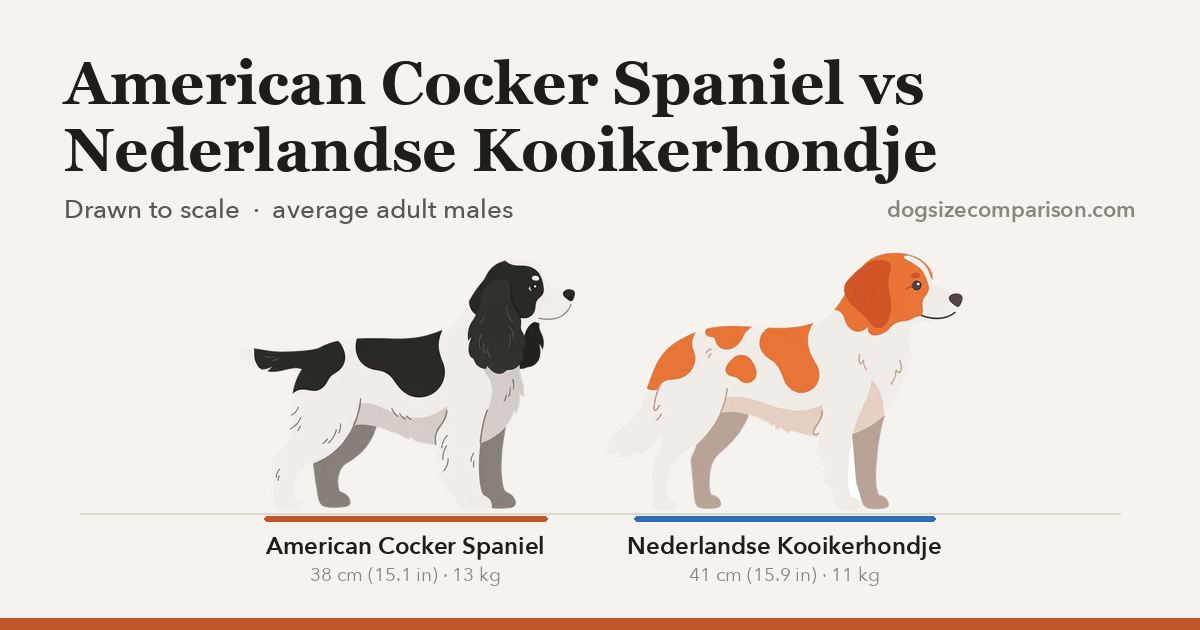 American Cocker Spaniel vs
Nederlandse Kooikerhondje
Drawn to scale · average adult males
dogsizecomparison.com
American Cocker Spaniel
38 cm (15.1 in) · 13 kg
Nederlandse Kooikerhondje
41 cm (15.9 in) · 11 kg